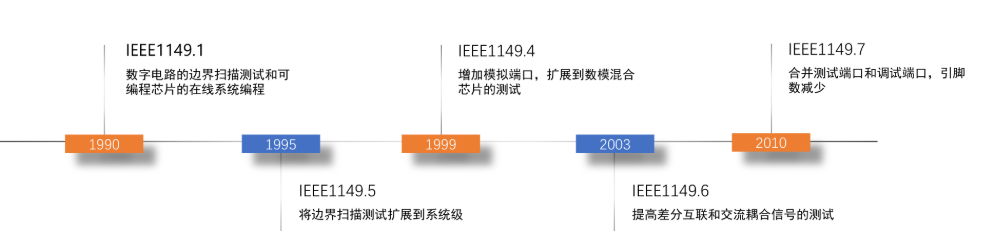 IEEE1149.1
数字电路的边界扫描测试和可
编程芯片的在线系统编程
IEEE1149.4
增加模拟端口，扩展到数模混合
芯片的测试
IEEE1149.7
合并测试端口和调试端口，引脚
数减少
1990
1995
1999
2003
2010
IEEE1149.5
将边界扫描测试扩展到系统级
IEEE1149.6
提高差分互联和交流耦合信号的测试